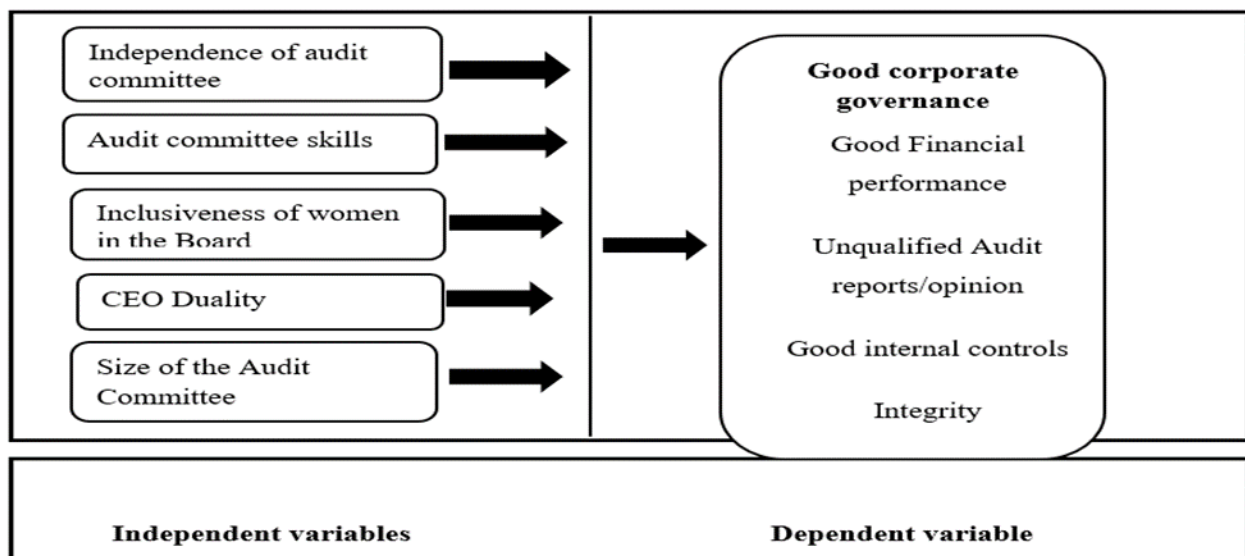 Independence of audit
committee
Audit committee skills
Inclusiveness of women
in the Board
CEO Duality
Size of the Audit
Committee
Good corporate
governance
Good Financial
performance
Unqualified Audit
reports/opinion
Good internal controls
Integrity
Independent variables
Dependent variable